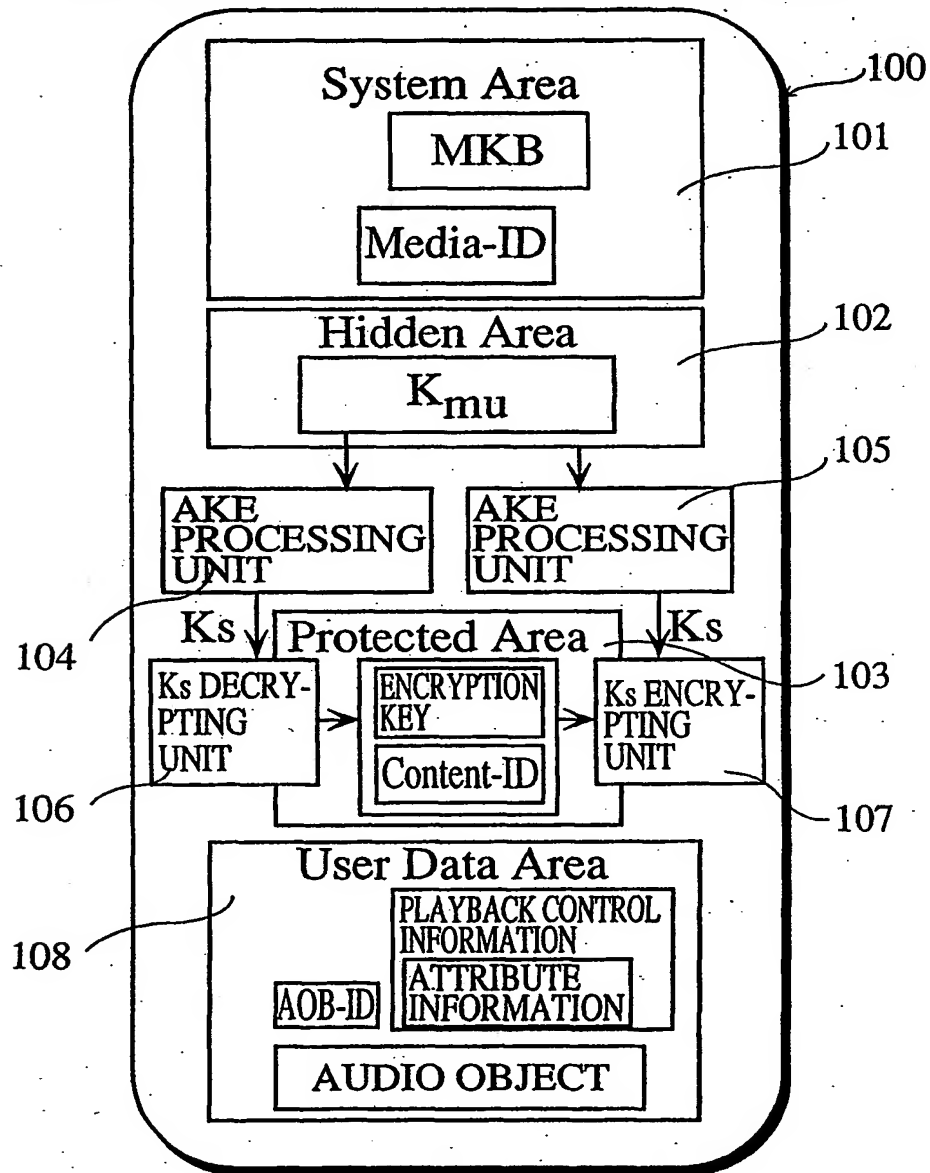 System Area
100
MKB
101
Media-ID
Hidden Area
102
Kmu
105
AKE
PROCESSING
UNIT
AKE
PROCESSING
UNIT
Ks
Ks
104
Protected Area
103
Ks DECRY-
PTING
UNIT
ENCRYPTION
KEY
Content-ID
Ks ENCRY-
PTING
UNIT
106
107
User Data Area
108
PLAYBACK CONTROL
INFORMATION
ATTRIBUTE
INFORMATION
AOB-ID
AUDIO OBJECT